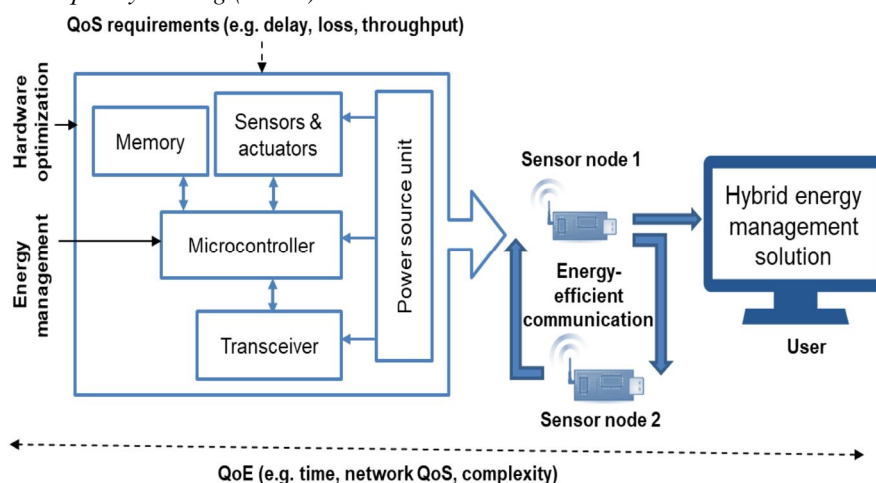 QoS requirements (e.g. delay, loss, throughput)
Hardware
optimization
Memory
Sensors &
actuators
Power source unit
Energy
management
Microcontroller
Transceiver
Sensor node 1
Energy-
efficient
communication
Sensor node 2
Hybrid energy
management
solution
User
QoE (e.g. time, network QoS, complexity)